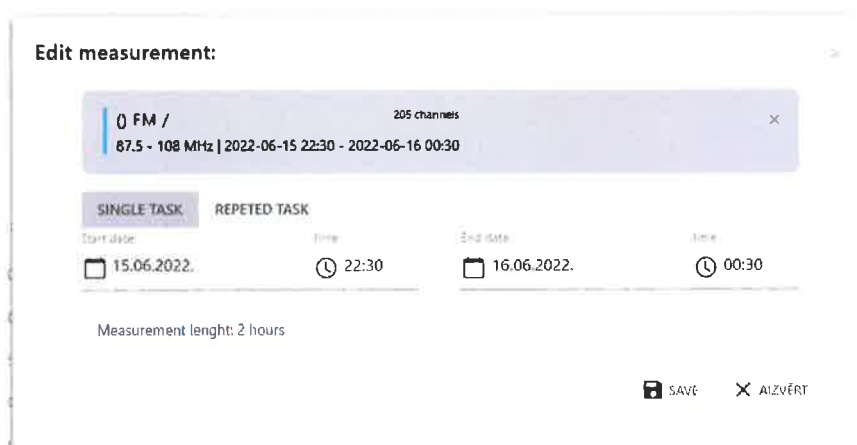 Edit measurement:
() FM /
205 channels
87.5 - 108 MHz | 2022-06-15 22:30 - 2022-06-16 00:30
SINGLE TASK REPETED TASK
Start date Time End date Time
15.06.2022. 22:30 16.06.2022. 00:30
Measurement lenght: 2 hours
SAVE AIZVĒRT